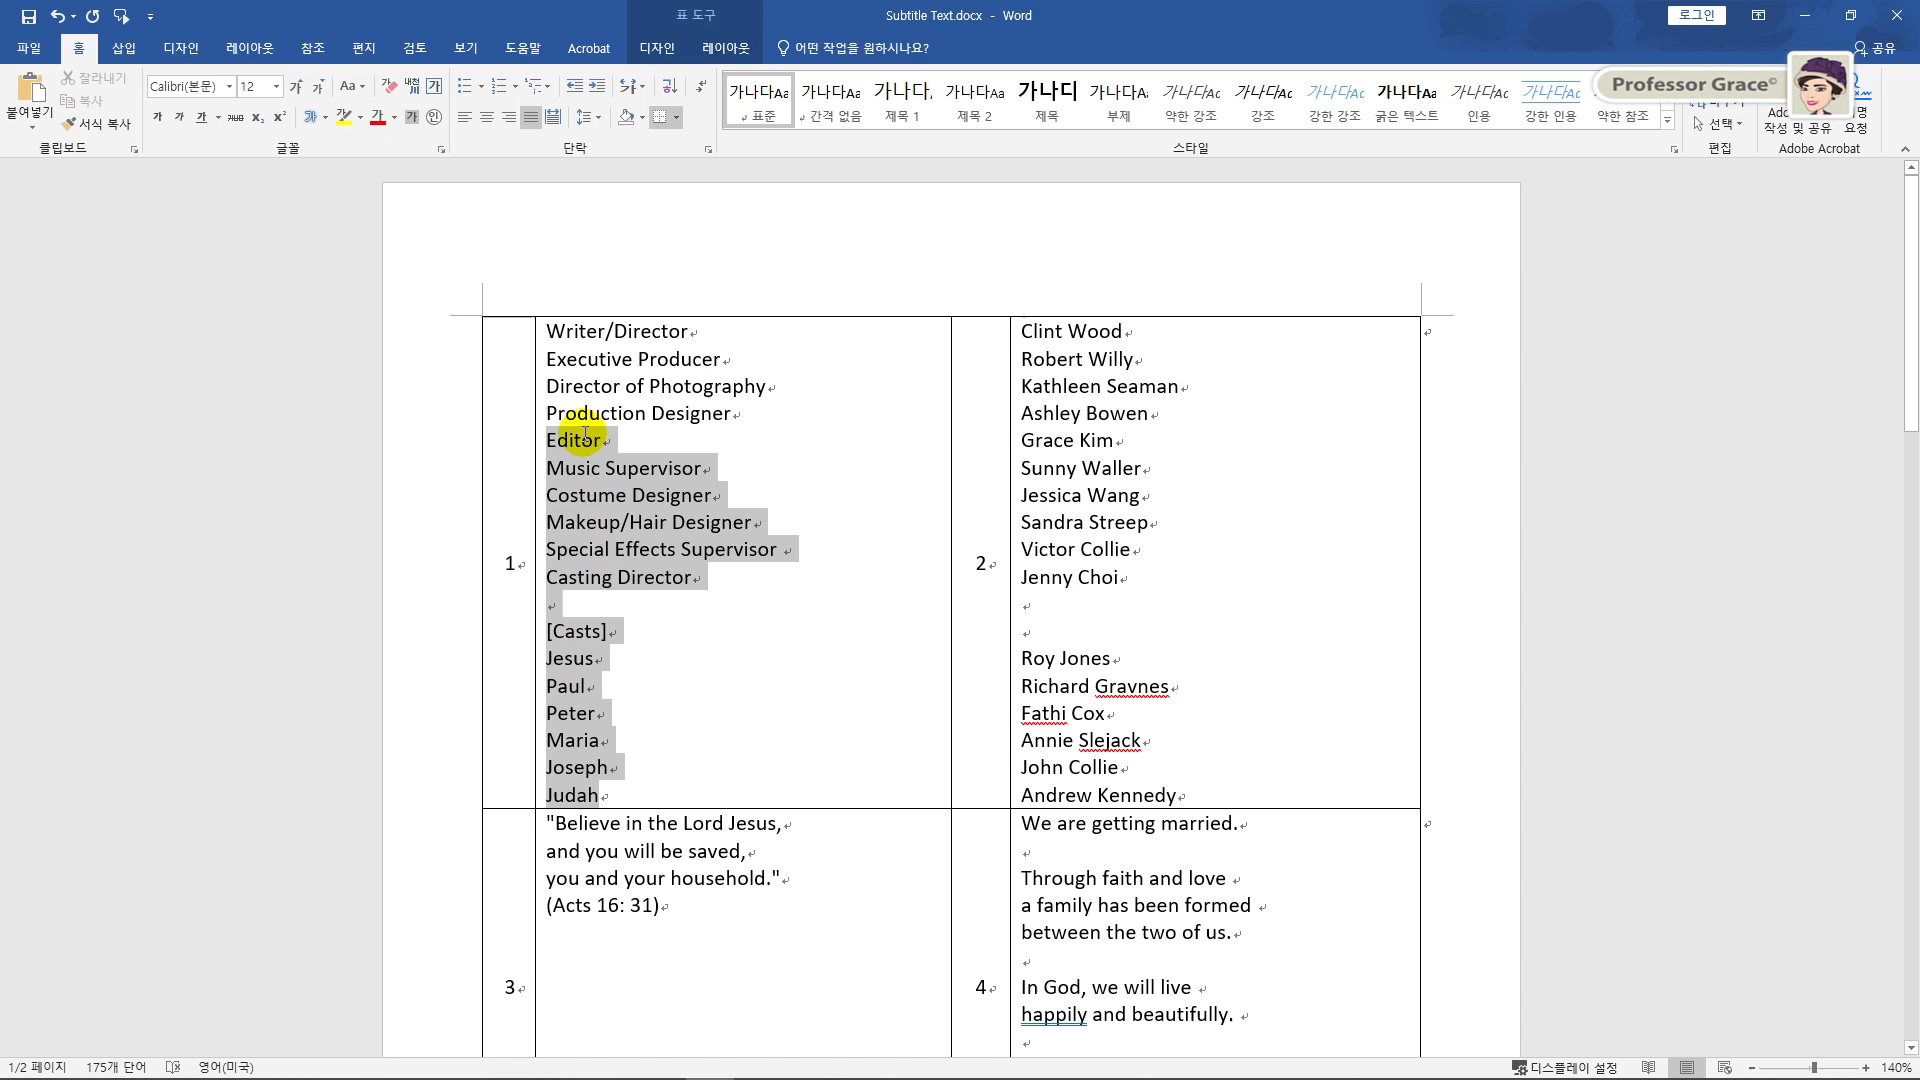 표 도구
Subtitle Text.docx - Word
로그인
파일
홈
삽입
디자인
레이아웃
참조
편지
검토
보기
도움말
Acrobat
디자인
레이아웃
어떤 작업을 원하시나요?
공유
Professor Grace©
붙여넣기
잘라내기
복사
서식 복사
클립보드
Calibri(본문)
12
글꼴
단락
가나다Aa
표준
가나다Aa
간격 없음
가나다,
제목 1
가나다Aa
제목 2
가나디
제목
가나다A
부제
가나다Aa
약한 강조
가나다Aa
강조
가나다Aa
강한 강조
가나다Aa
굵은 텍스트
가나다Aa
인용
가나다Aa
강한 인용
약한 참조
스타일
선택
편집
작성 및 공유
요청
Adobe Acrobat
1
Writer/Director
Executive Producer
Director of Photography
Production Designer
Editor
Music Supervisor
Costume Designer
Makeup/Hair Designer
Special Effects Supervisor
Casting Director
[Casts]
Jesus
Paul
Peter
Maria
Joseph
Judah
2
Clint Wood
Robert Willy
Kathleen Seaman
Ashley Bowen
Grace Kim
Sunny Waller
Jessica Wang
Sandra Streep
Victor Collie
Jenny Choi
Roy Jones
Richard Gravnes
Fathi Cox
Annie Slejack
John Collie
Andrew Kennedy
3
"Believe in the Lord Jesus,
and you will be saved,
you and your household."
(Acts 16: 31)
4
We are getting married.
Through faith and love
a family has been formed
between the two of us.
In God, we will live
happily and beautifully.
1/2 페이지
175개 단어
영어(미국)
디스플레이 설정
140%